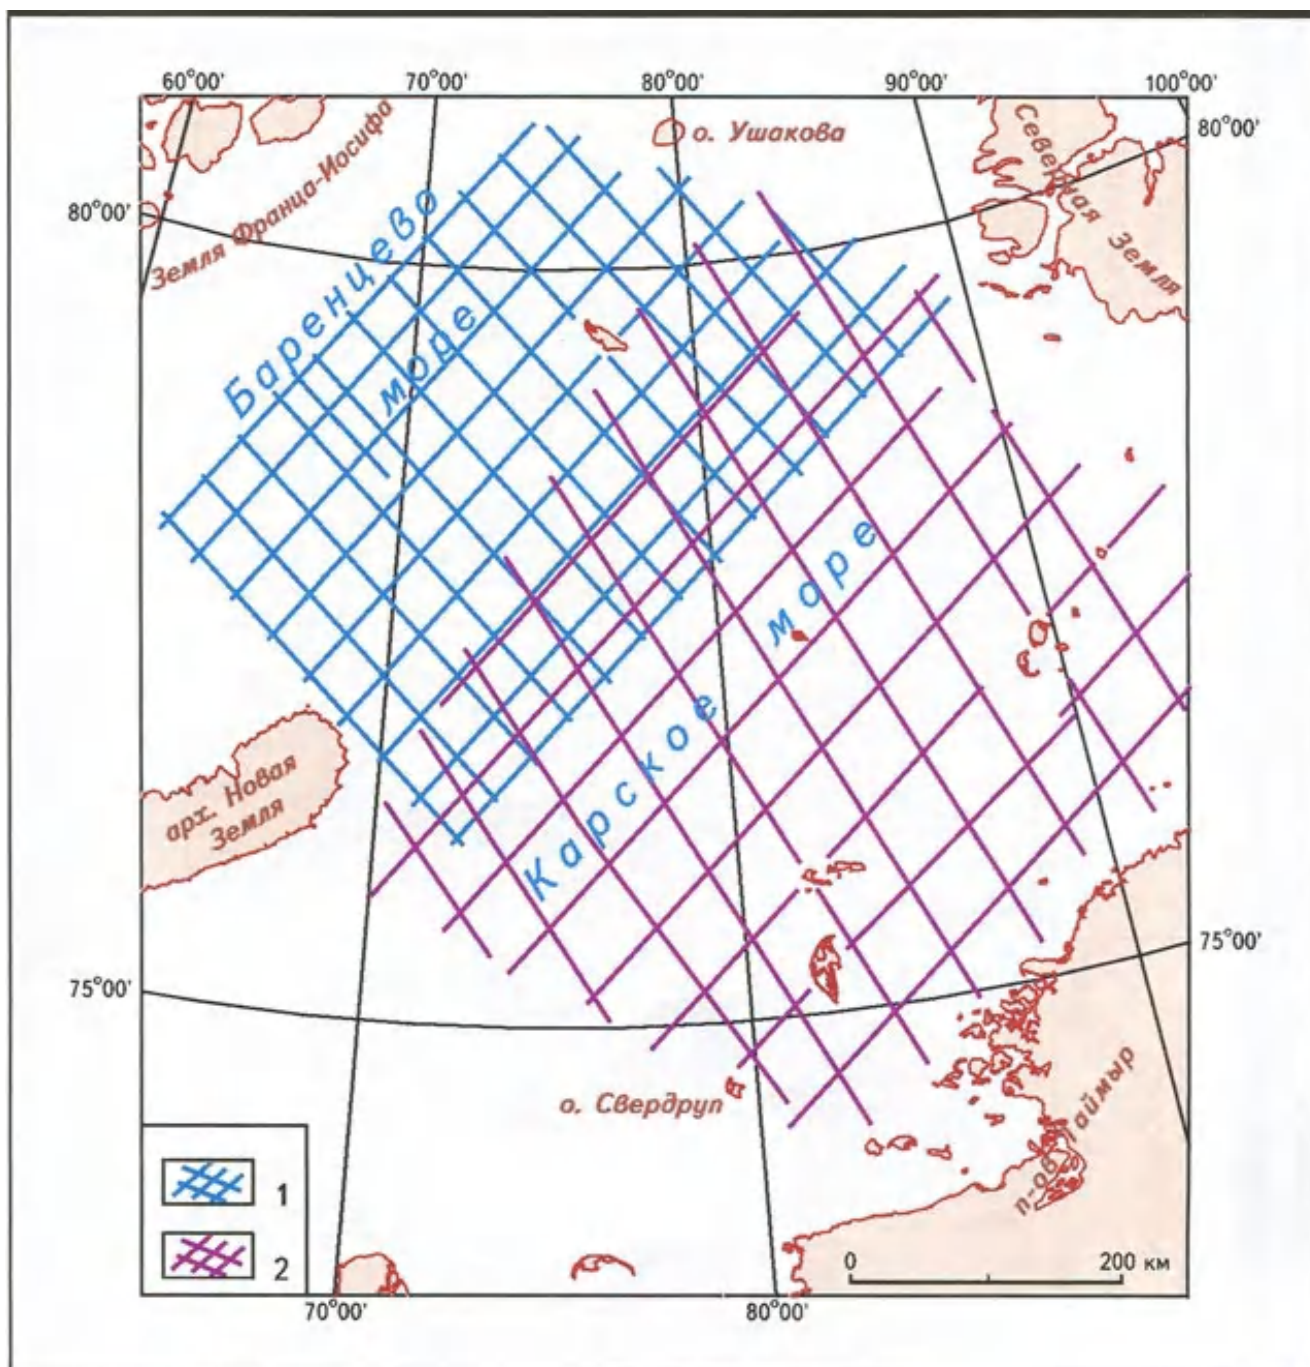 60°00' 70°00' 80°00' 90°00' 100°00'
80°00'
80°00'
о. Ушакова
Северная Земля
Земля Франца-Иосифа
Баренцево
море
Карское море
арх. Новая
Земля
75°00'
75°00'
о. Свердруп
п-ов Таймыр
1
2
0 200 км
70°00' 80°00'